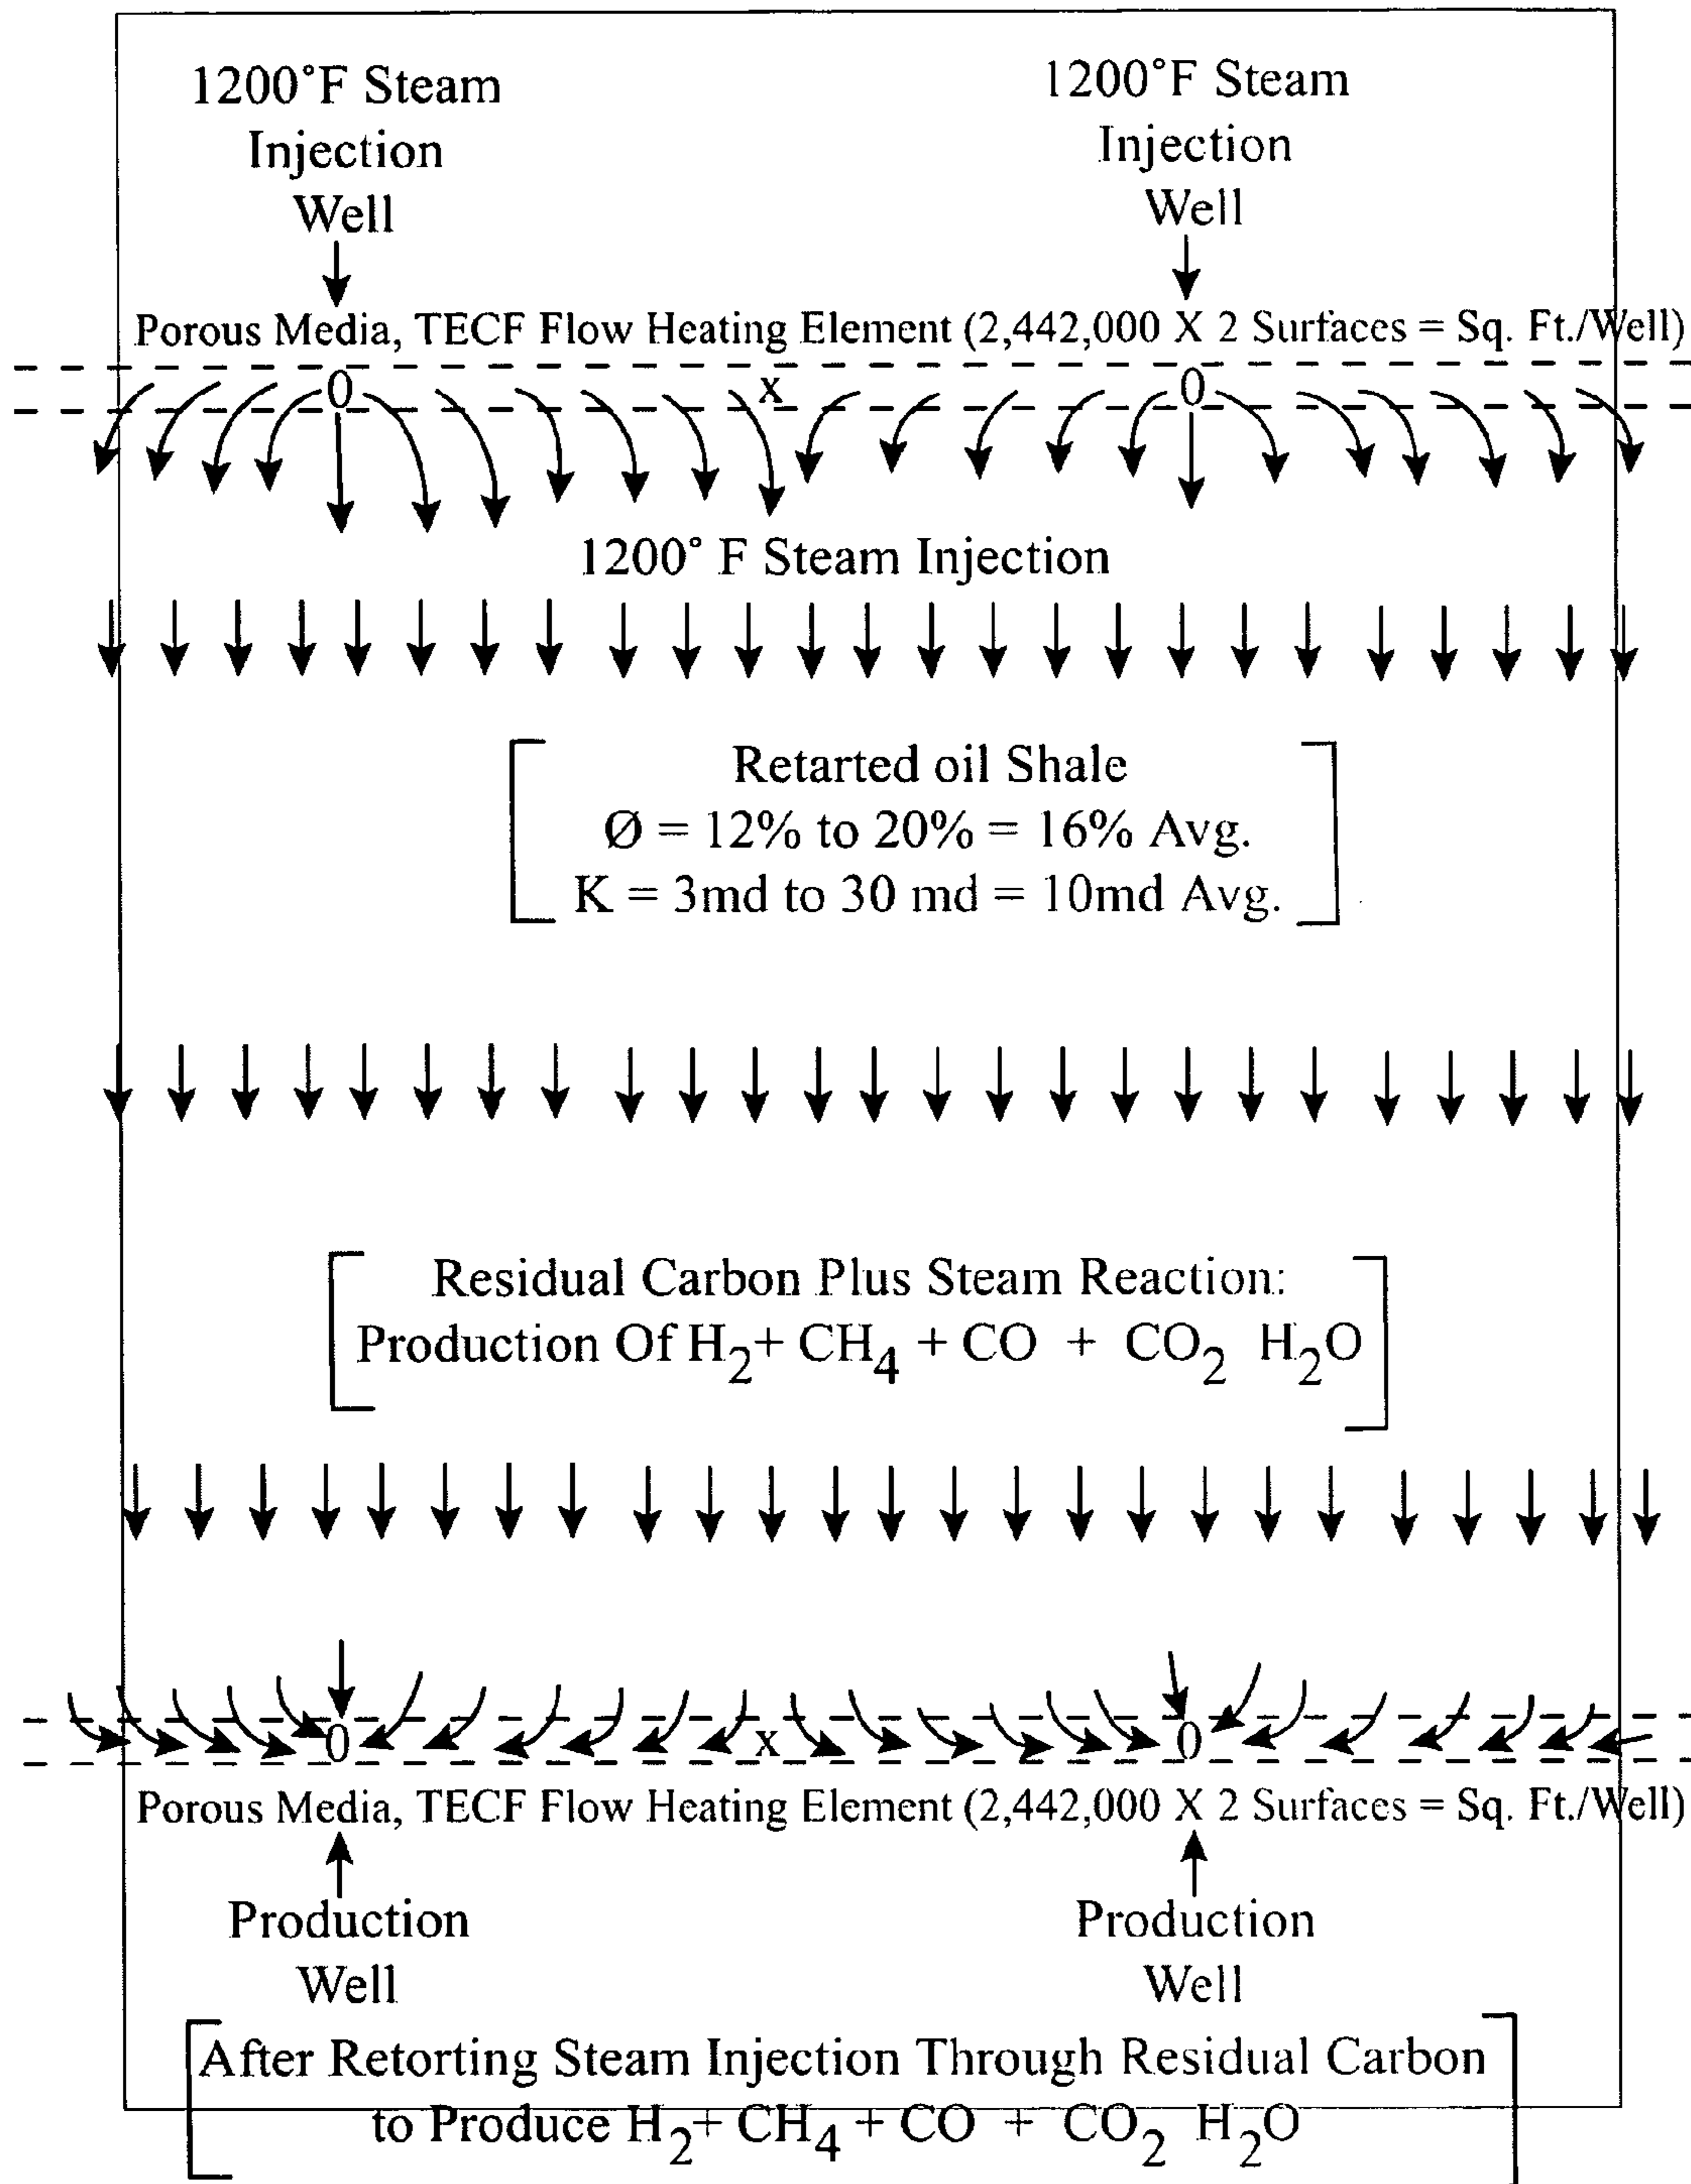 1200°F Steam
Injection
Well
1200°F Steam
Injection
Well
Porous Media, TECF Flow Heating Element (2,442,000 X 2 Surfaces = Sq. Ft./Well)
0
x
0
1200° F Steam Injection
Retarted oil Shale
Ø = 12% to 20% = 16% Avg.
K = 3md to 30 md = 10md Avg.
Residual Carbon Plus Steam Reaction:
Production Of H₂+ CH₄ + CO + CO₂ H₂O
0
x
0
Porous Media, TECF Flow Heating Element (2,442,000 X 2 Surfaces = Sq. Ft./Well)
Production
Well
Production
Well
After Retorting Steam Injection Through Residual Carbon
to Produce H₂+ CH₄ + CO + CO₂ H₂O